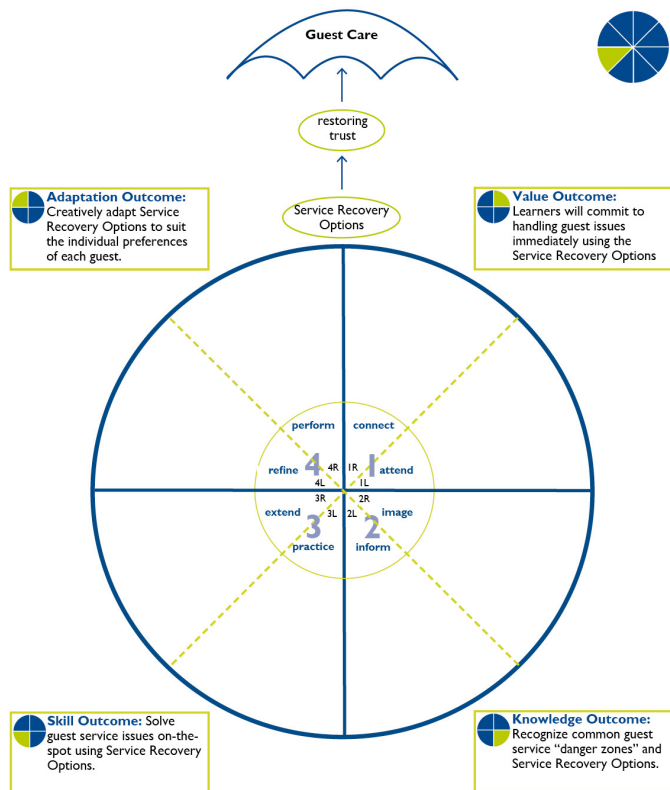 Guest Care
restoring
trust
Service Recovery
Options
Adaptation Outcome:
Creatively adapt Service
Recovery Options to suit
the individual preferences
of each guest.
Value Outcome:
Learners will commit to
handling guest issues
immediately using the
Service Recovery Options
perform
connect
refine
4
4R
1R
1
attend
4L
1L
3R
2R
extend
3
3L
2L
2
image
practice
inform
Skill Outcome: Solve
guest service issues on-the-
spot using Service Recovery
Options.
Knowledge Outcome:
Recognize common guest
service “danger zones” and
Service Recovery Options.